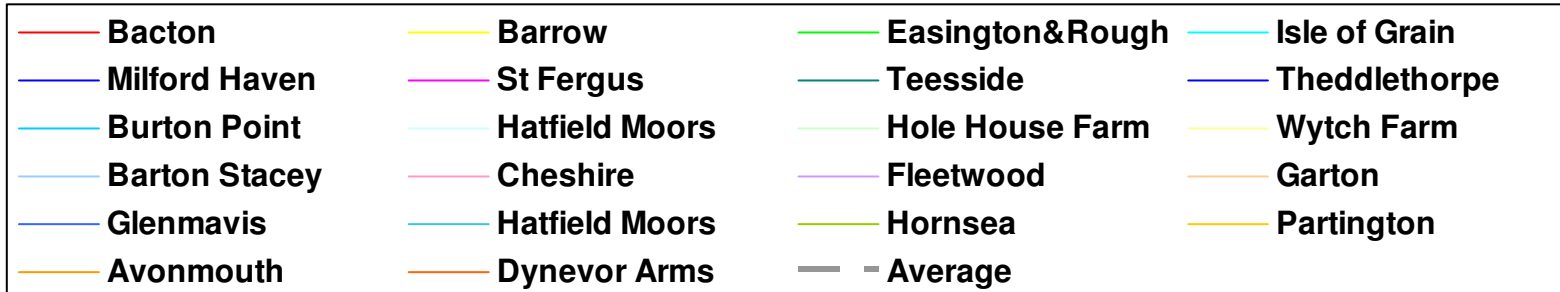 Bacton Barrow Easington&Rough Isle of Grain
Milford Haven St Fergus Teesside Theddlethorpe
Burton Point Hatfield Moors Hole House Farm Wytch Farm
Barton Stacey Cheshire Fleetwood Garton
Glenmavis Hatfield Moors Hornsea Partington
Avonmouth Dynevor Arms Average